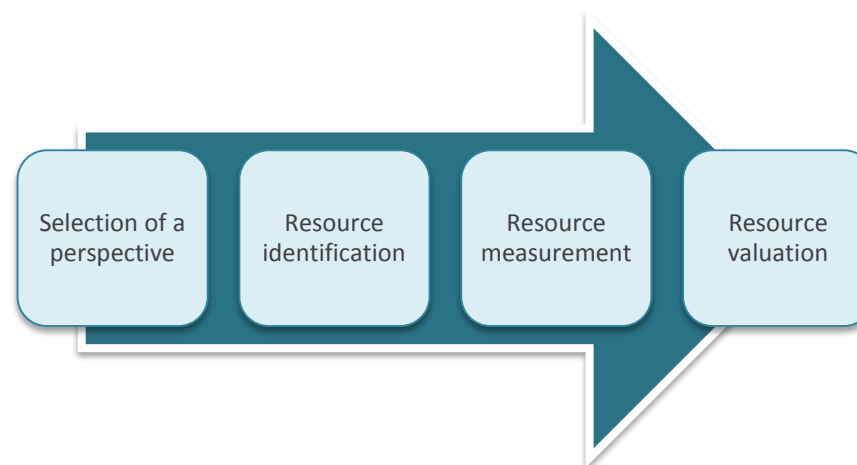 Selection of a
perspective
Resource
identification
Resource
measurement
Resource
valuation